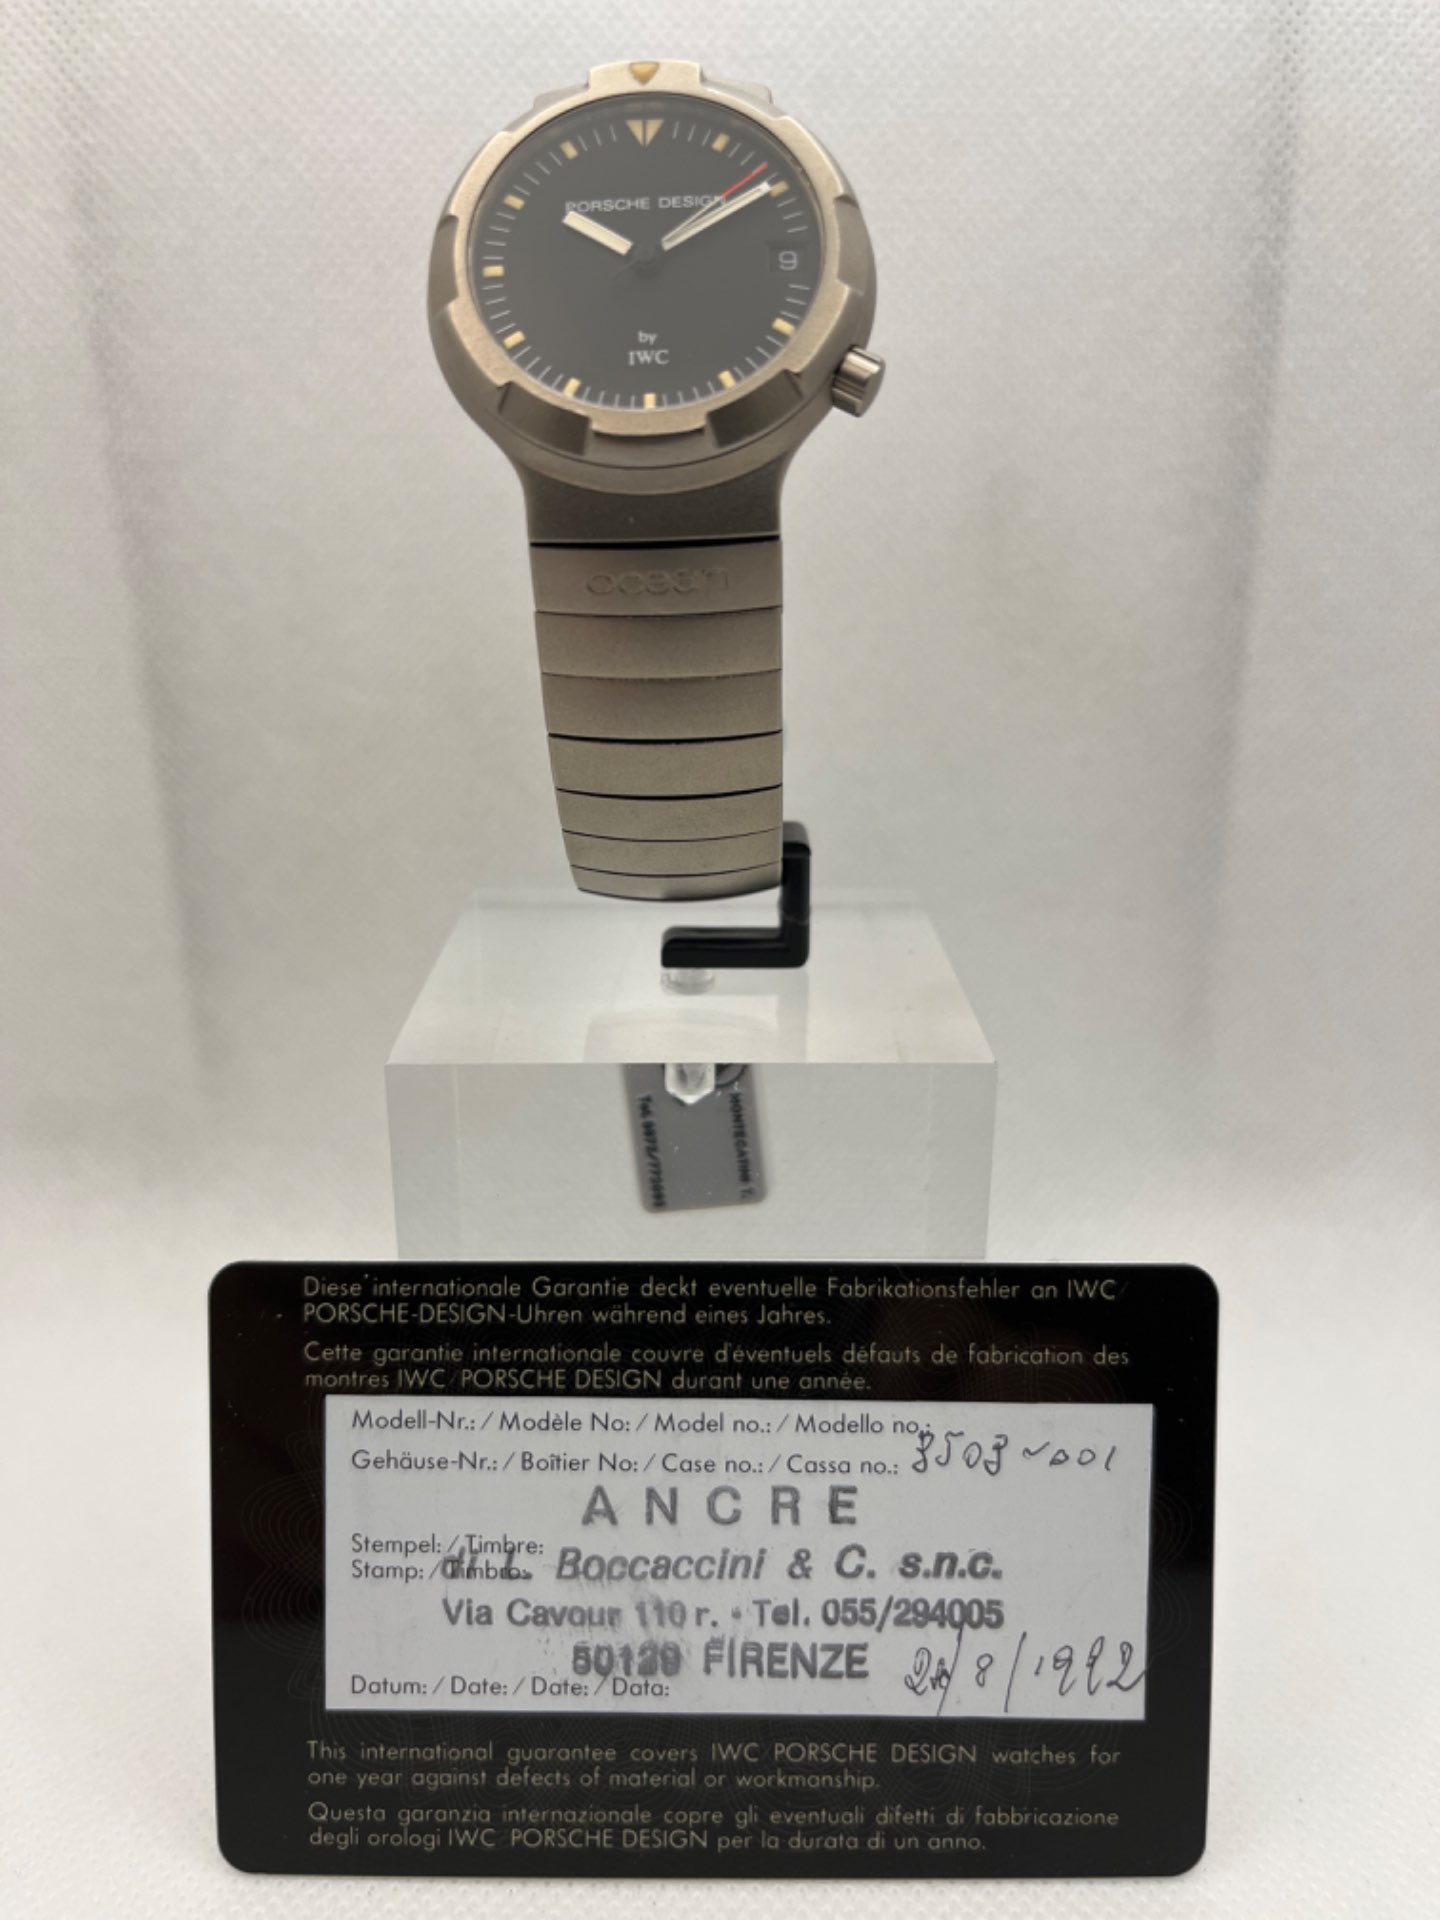 PORSCHE DESIGN
9
by
IWC
ocean
MONTECATINI T.
Tel. 0572/
Diese internationale Garantie deckt eventuelle Fabrikationsfehler an IWC/
PORSCHE-DESIGN-Uhren während eines Jahres.
Cette garantie internationale couvre d'éventuels défauts de fabrication des
montres IWC/PORSCHE DESIGN durant une année.
Modell-Nr.: / Modèle No: / Model no.: / Modello no.:
Gehäuse-Nr.: / Boîtier No: / Case no.: / Cassa no.: 3503-001
ANCRE
Stempel: / Timbre:
Stamp: / Timbro:
di L. Boccaccini & C. s.n.c.
Via Cavour 110 r. • Tel. 055/294005
50129 FIRENZE
Datum: / Date: / Date: / Data: /8/1992
This international guarantee covers IWC/PORSCHE DESIGN watches for
one year against defects of material or workmanship.
Questa garanzia internazionale copre gli eventuali difetti di fabbricazione
degli orologi IWC/PORSCHE DESIGN per la durata di un anno.